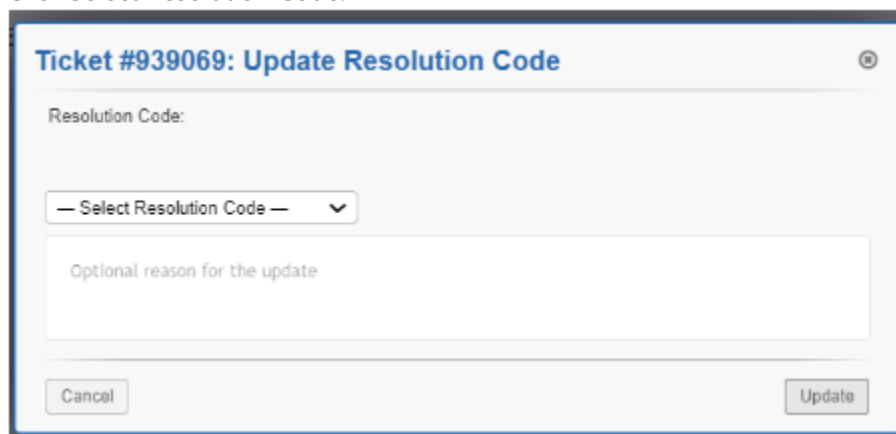 Ticket #939069: Update Resolution Code
Resolution Code:
— Select Resolution Code —
Optional reason for the update
Cancel
Update